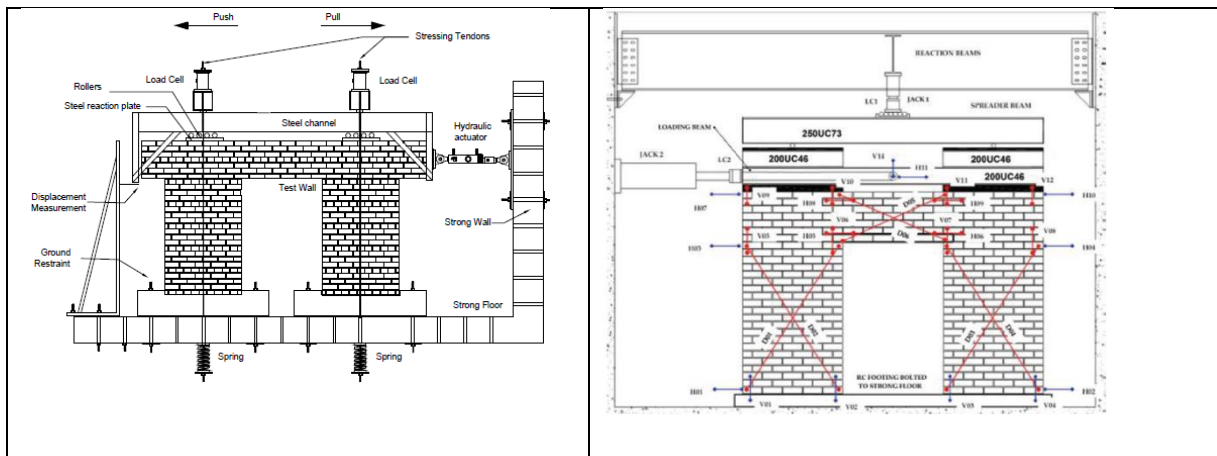 Push
Pull
Stressing Tendons
Load Cell
Load Cell
Rollers
Steel reaction plate
Steel channel
Hydraulic
actuator
Test Wall
Displacement
Measurement
Strong Wall
Ground
Restraint
Strong Floor
Spring
Spring
REACTION BEAMS
LC1
JACK1
SPREADER BEAM
LOADING BEAM
250UC73
JACK2
LC2
200UC46
V14
H11
200UC46
200UC46
V10
V11
V12
V09
H08
D05
H09
H10
H07
V06
V07
V05
H05
D06
H06
V08
H03
H04
D01
D02
D03
D04
RC FOOTING BOLTED
TO STRONG FLOOR
H01
H02
V01
V02
V03
V04